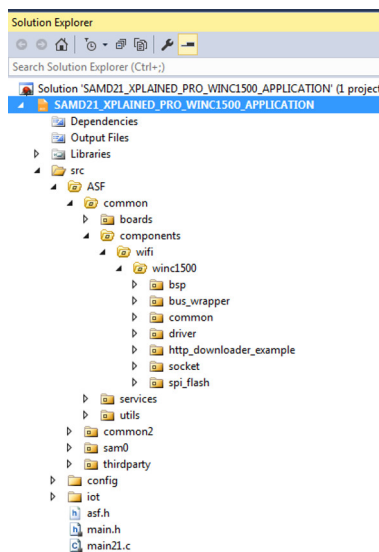 Solution Explorer
Search Solution Explorer (Ctrl+;)
Solution 'SAMD21_XPLAINED_PRO_WINC1500_APPLICATION' (1 project
SAMD21_XPLAINED_PRO_WINC1500_APPLICATION
Dependencies
Output Files
Libraries
src
ASF
common
boards
components
wifi
winc1500
bsp
bus_wrapper
common
driver
http_downloader_example
socket
spi_flash
services
utils
common2
sam0
thirdparty
config
iot
asf.h
main.h
main21.c